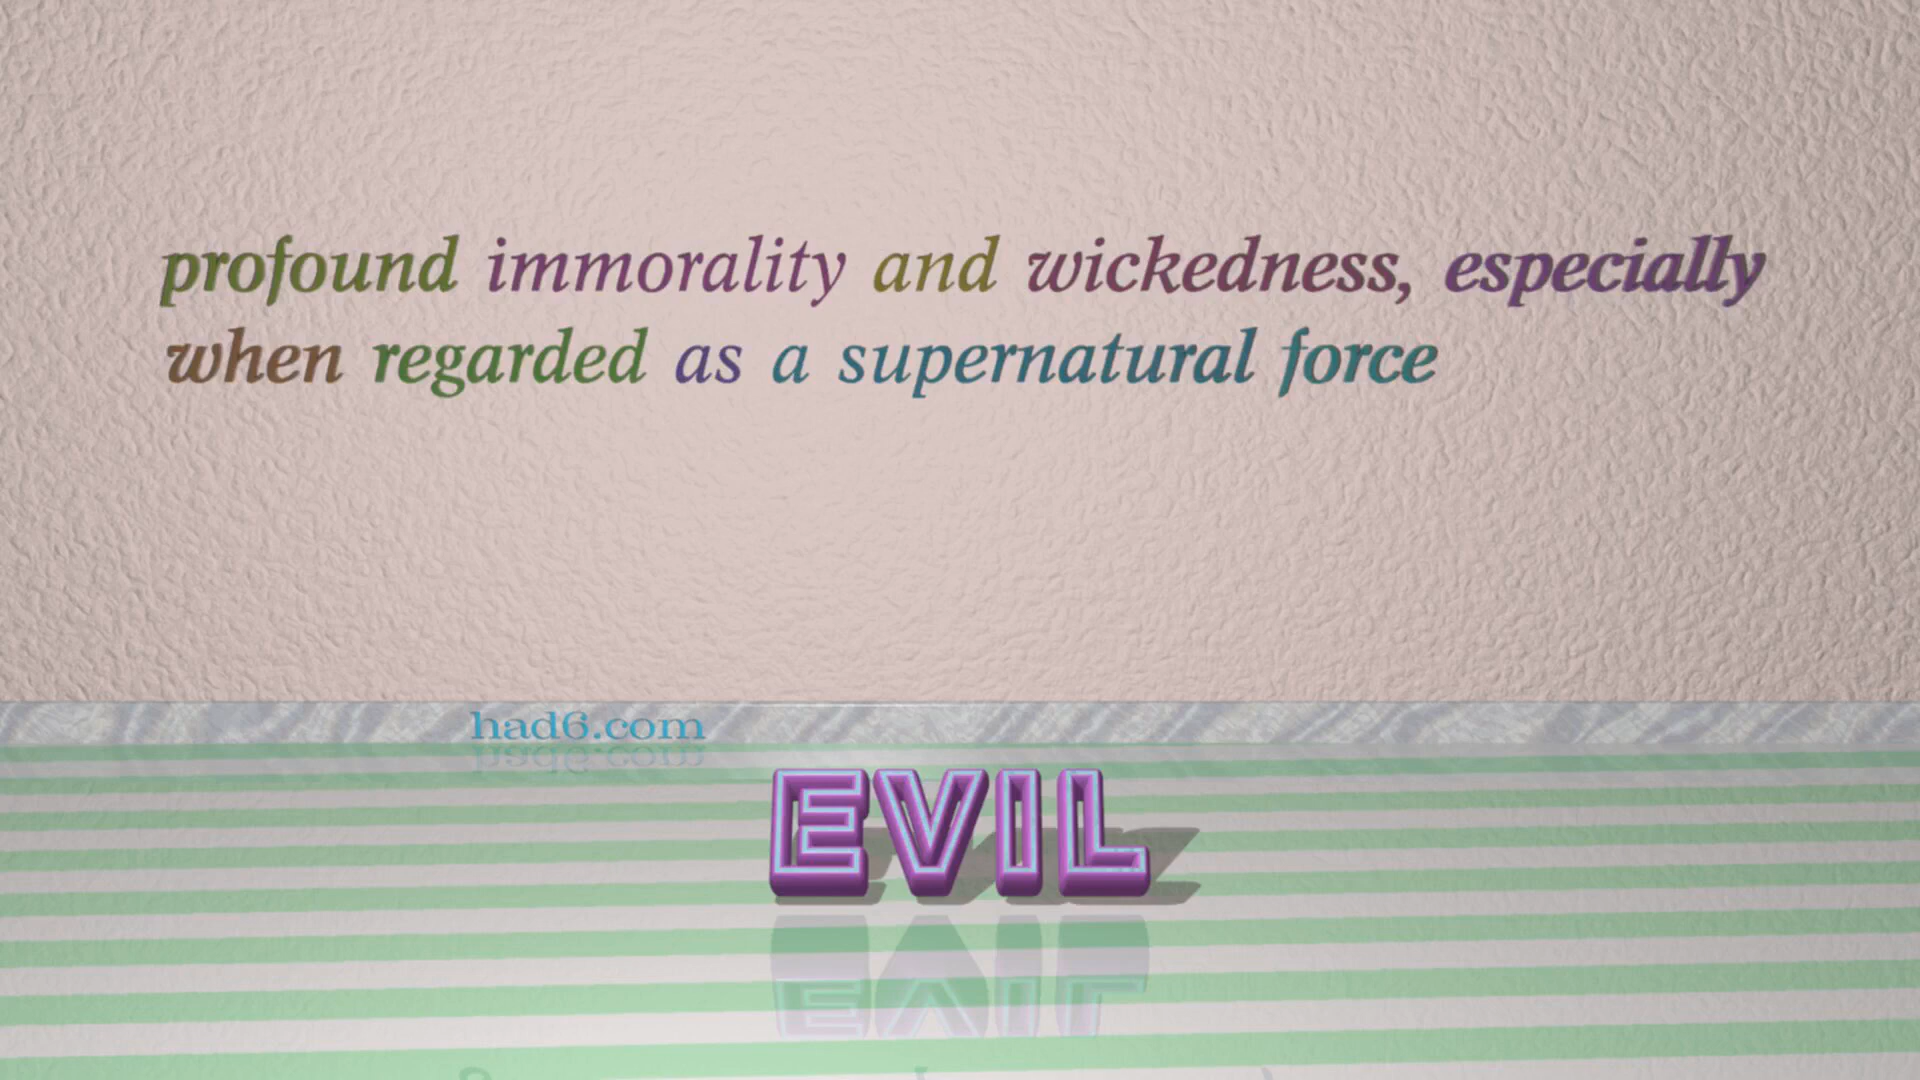 profound immorality and wickedness, especially
when regarded as a supernatural force
had6.com
EVIL